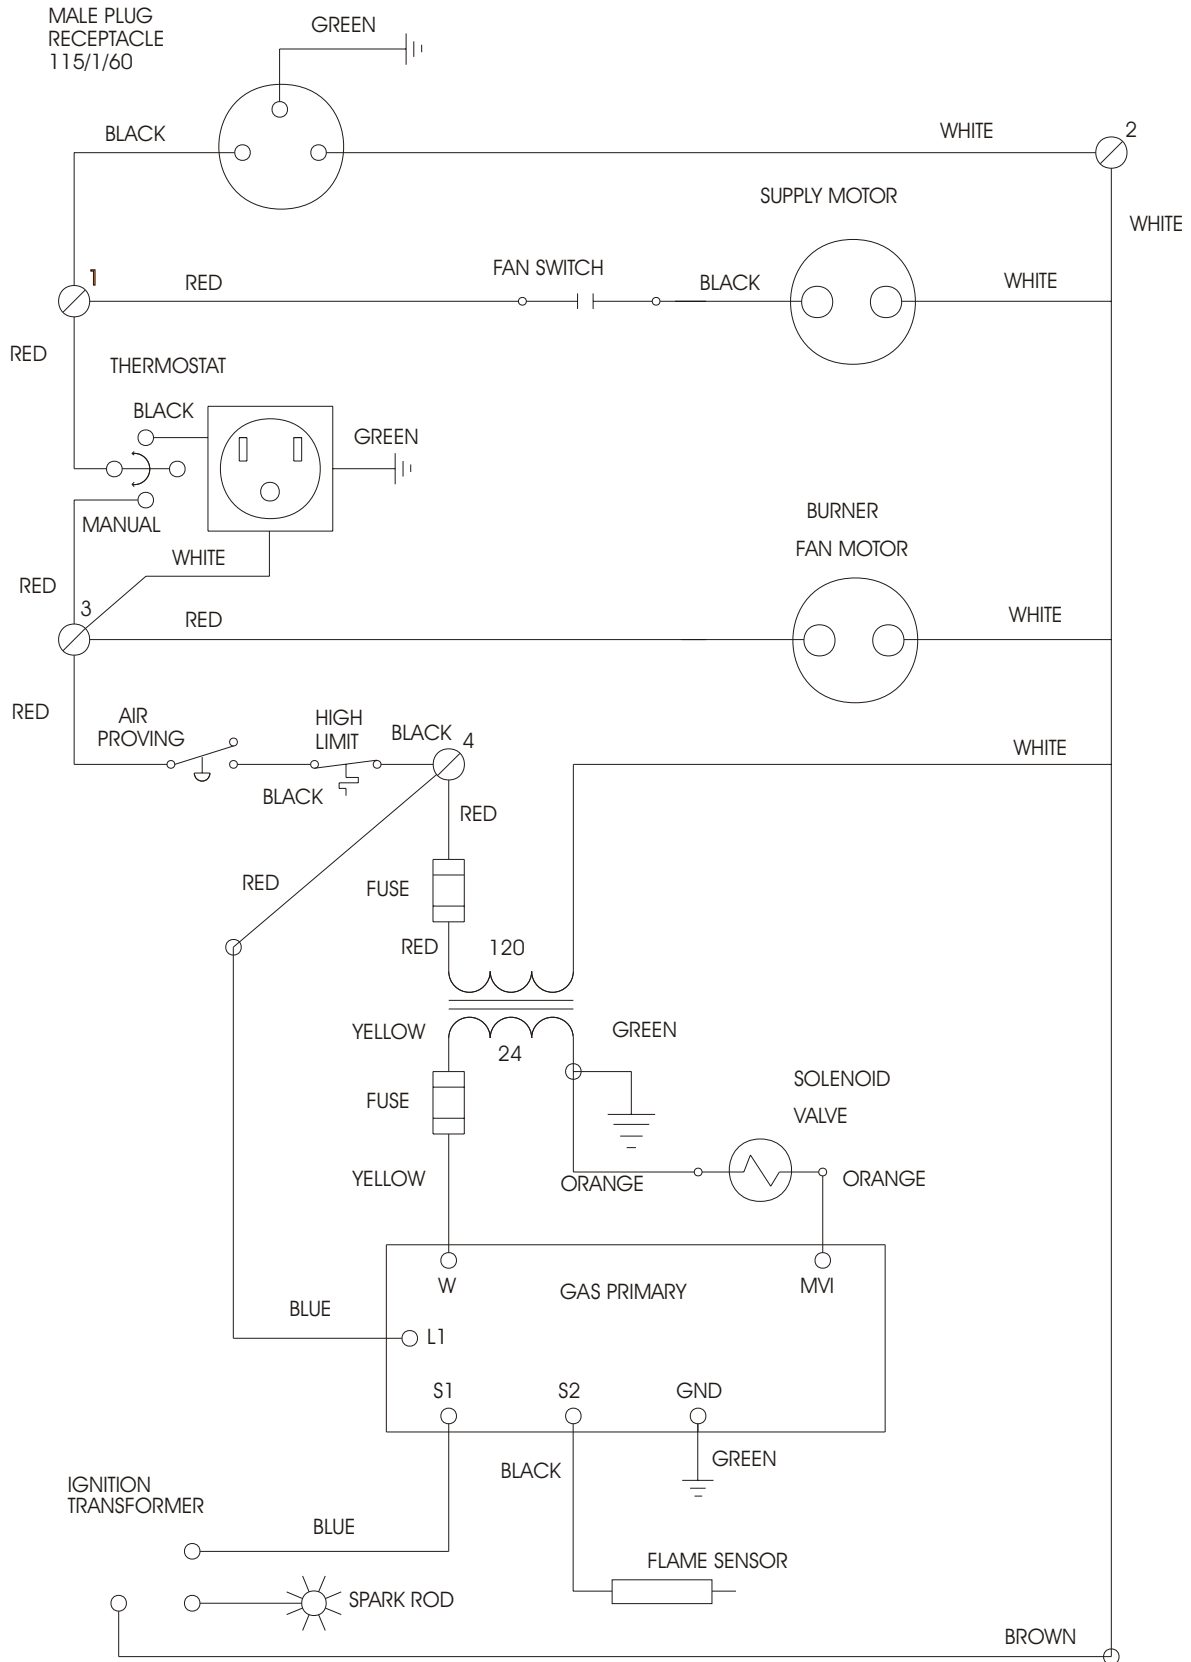 MALE PLUG
RECEPTACLE
115/1/60
GREEN
BLACK
WHITE
2
WHITE
SUPPLY MOTOR
1
RED
FAN SWITCH
BLACK
WHITE
RED
THERMOSTAT
BLACK
GREEN
MANUAL
WHITE
BURNER
FAN MOTOR
RED
3
RED
WHITE
RED
AIR
PROVING
HIGH
LIMIT
BLACK
4
BLACK
WHITE
RED
RED
FUSE
RED
120
YELLOW
24
GREEN
FUSE
SOLENOID
VALVE
YELLOW
ORANGE
ORANGE
W
GAS PRIMARY
MVI
BLUE
L1
S1
S2
GND
BLACK
GREEN
IGNITION
TRANSFORMER
BLUE
FLAME SENSOR
SPARK ROD
BROWN